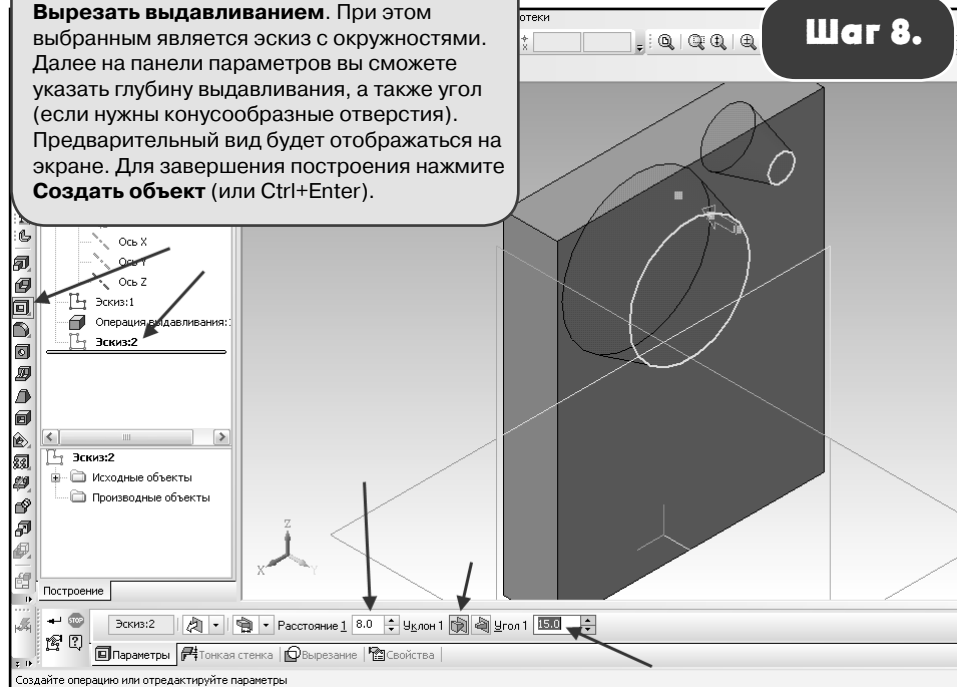 Вырезать выдавливанием. При этом
выбранным является эскиз с окружностями.
Далее на панели параметров вы сможете
указать глубину выдавливания, а также угол
(если нужны конусообразные отверстия).
Предварительный вид будет отображаться на
экране. Для завершения построения нажмите
Создать объект (или Ctrl+Enter).
отеки
Шаг 8.
Ось X
Ось Y
Ось Z
Эскиз:1
Операция выдавливания:
Эскиз:2
Эскиз:2
Исходные объекты
Производные объекты
Z
X
Y
Построение
STOP
Эскиз:2 Расстояние 1 8.0 Уклон 1 Угол 1 15.0
Параметры Тонкая стенка Вырезание Свойства
Создайте операцию или отредактируйте параметры